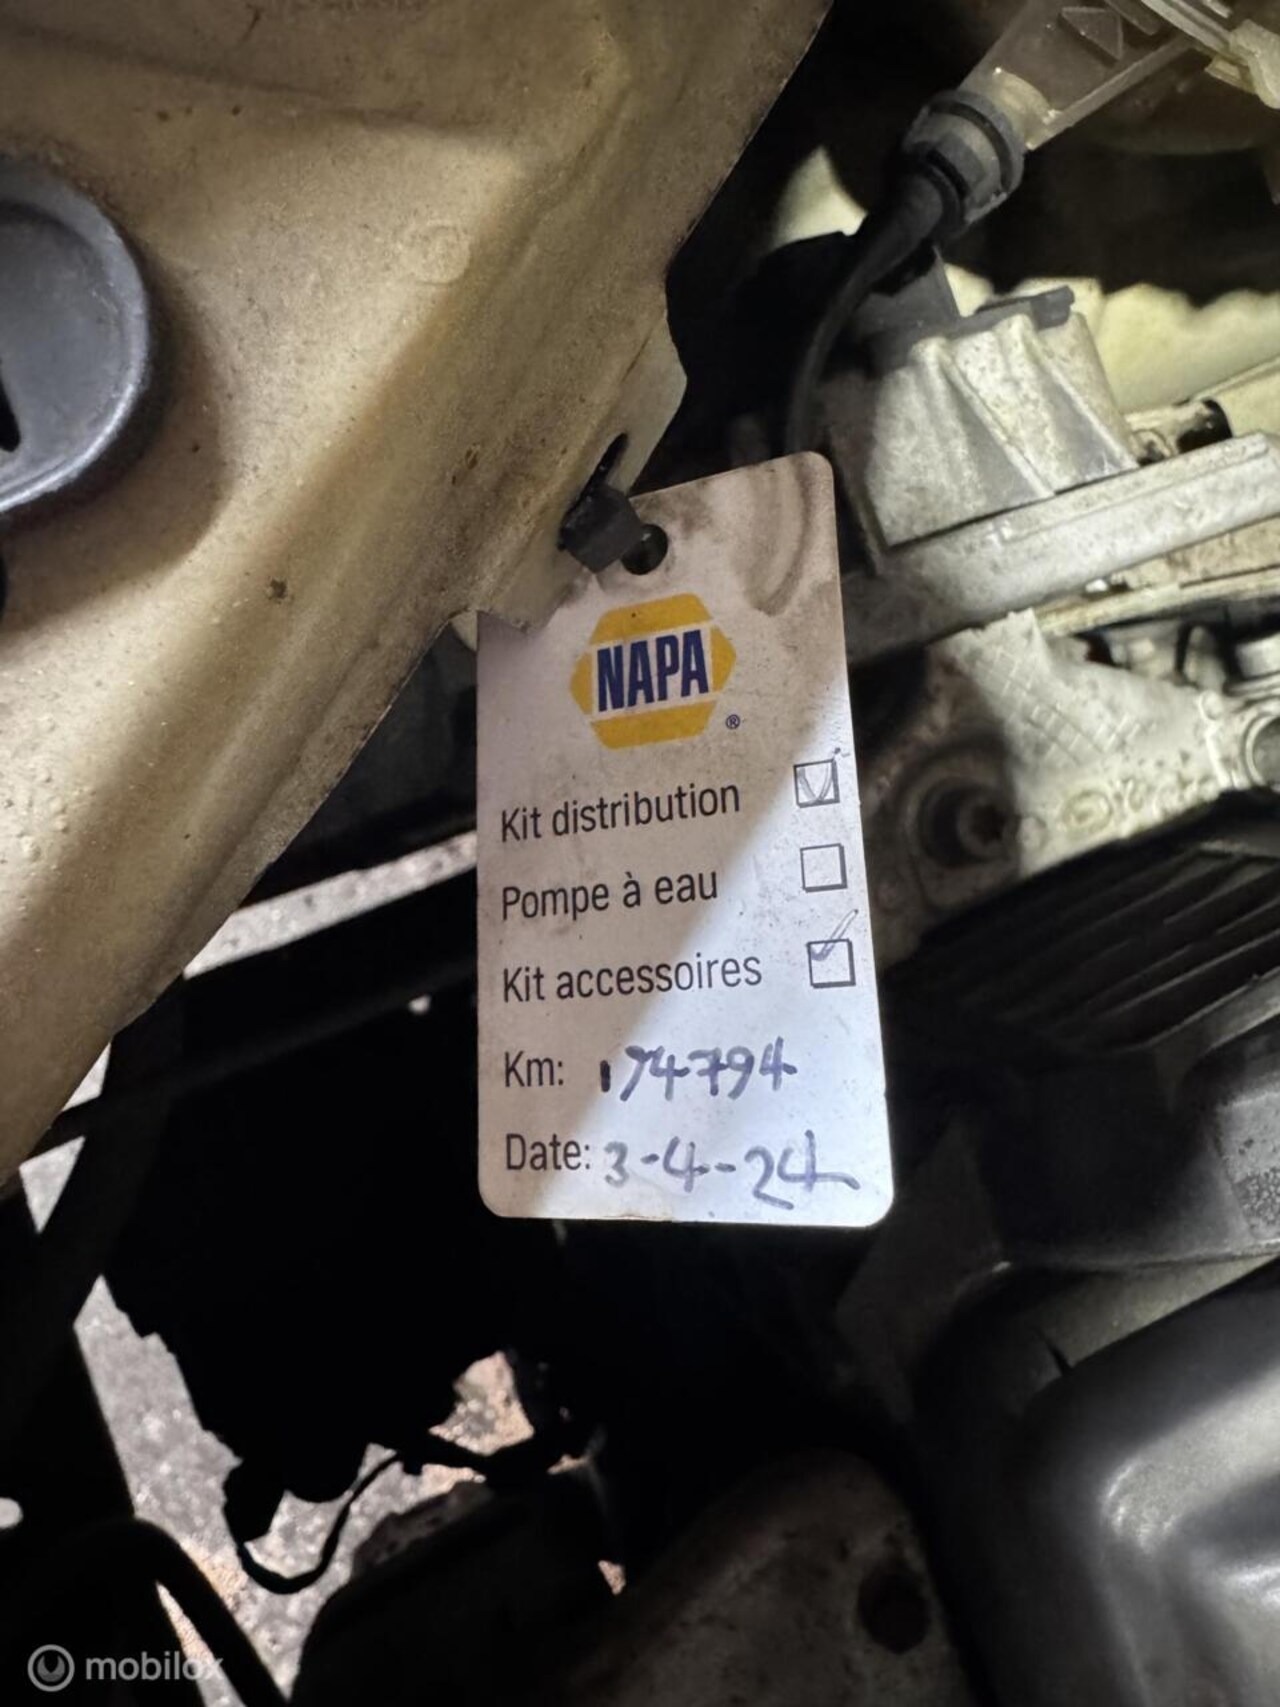 NAPA
®
Kit distribution
Pompe à eau
Kit accessoires
Km: 174794
Date: 3-4-24
mobilox